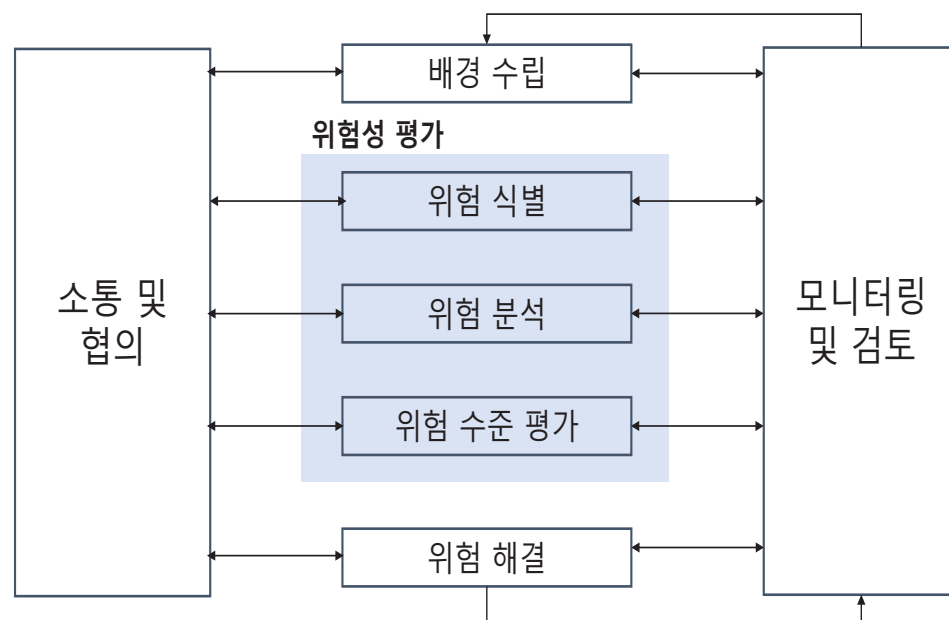 배경 수립
위험성 평가
위험 식별
소통 및
협의
위험 분석
모니터링
및 검토
위험 수준 평가
위험 해결